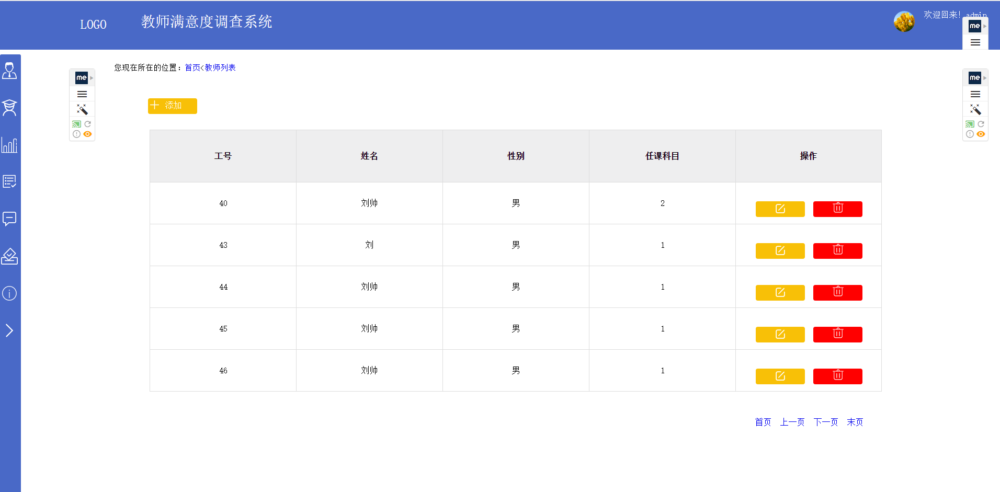 LOGO 教师满意度调查系统 欢迎回来! admin
me
您现在所在的位置：首页<教师列表
me
me
添加
工号 姓名 性别 任课科目 操作
40 刘帅 男 2
43 刘 男 1
44 刘帅 男 1
45 刘帅 男 1
46 刘帅 男 1
首页 上一页 下一页 末页